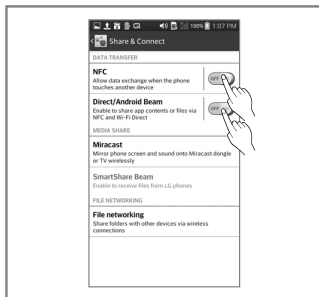 100% 1:07 PM
Share & Connect
DATA TRANSFER
NFC
Allow data exchange when the phone
touches another device
OFF
Direct/Android Beam
Enable to share app contents or files via
NFC and Wi-Fi Direct
OFF
MEDIA SHARE
Miracast
Mirror phone screen and sound onto Miracast dongle
or TV wirelessly
SmartShare Beam
Enable to receive files from LG phones
FILE NETWORKING
File networking
Share folders with other devices via wireless
connections